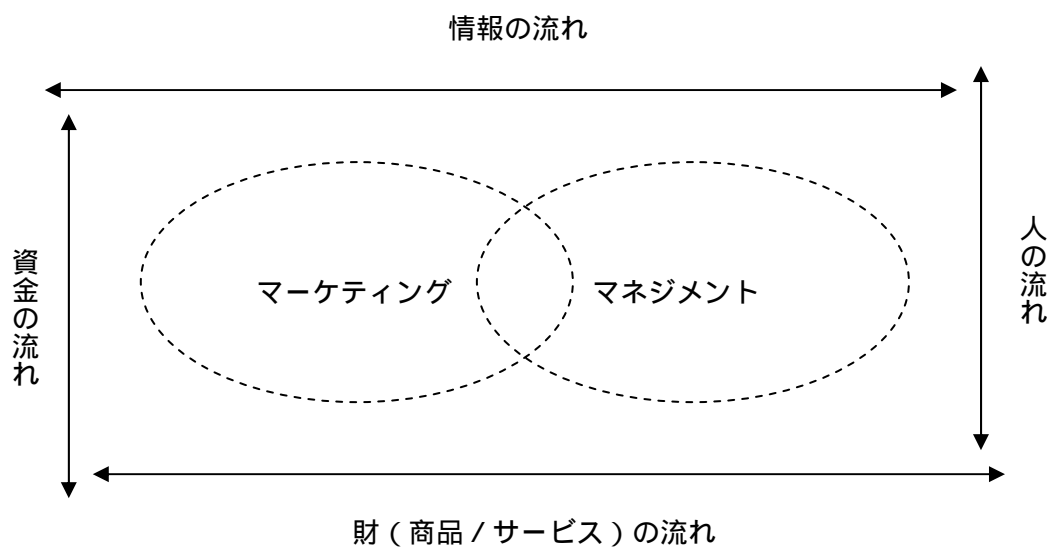 情報の流れ
資金の流れ
マーケティング
マネジメント
人の流れ
財（商品／サービス）の流れ